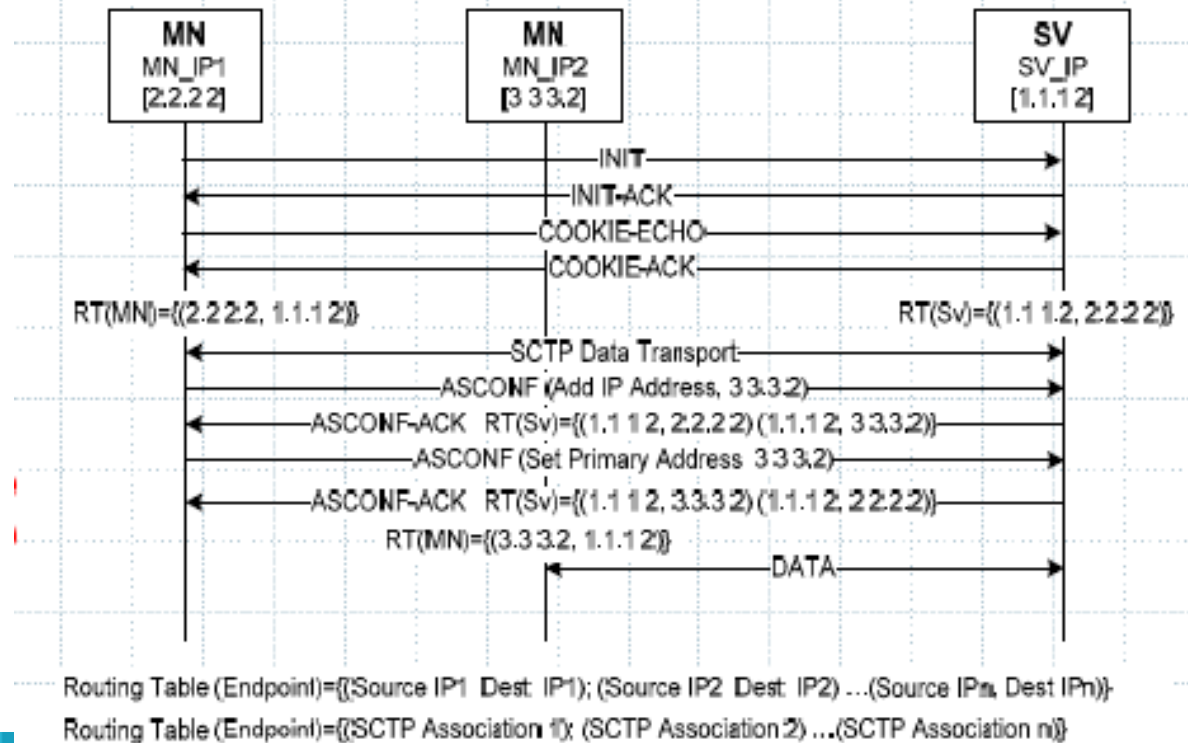 MN
MN_IP1
[2.2.2.2]
MN
MN_IP2
[3.3.3.2]
SV
SV_IP
[1.1.1.2]
INIT
INIT-ACK
COOKIE-ECHO
COOKIE-ACK
RT(MN)={(2.2.2.2, 1.1.1.2)}
RT(Sv)={(1.1.1.2, 2.2.2.2)}
SCTP Data Transport
ASCONF (Add IP Address, 3.3.3.2)
ASCONF-ACK RT(Sv)={(1.1.1.2, 2.2.2.2)(1.1.1.2, 3.3.3.2)}
ASCONF (Set Primary Address 3.3.3.2)
ASCONF-ACK RT(Sv)={(1.1.1.2, 3.3.3.2)(1.1.1.2, 2.2.2.2)}
RT(MN)={(3.3.3.2, 1.1.1.2)}
DATA
Routing Table (Endpoint)={(Source IP1 Dest IP1); (Source IP2 Dest IP2) ...(Source IPn, Dest IPn)}
Routing Table (Endpoint)={(SCTP Association 1); (SCTP Association 2) ...(SCTP Association n)}